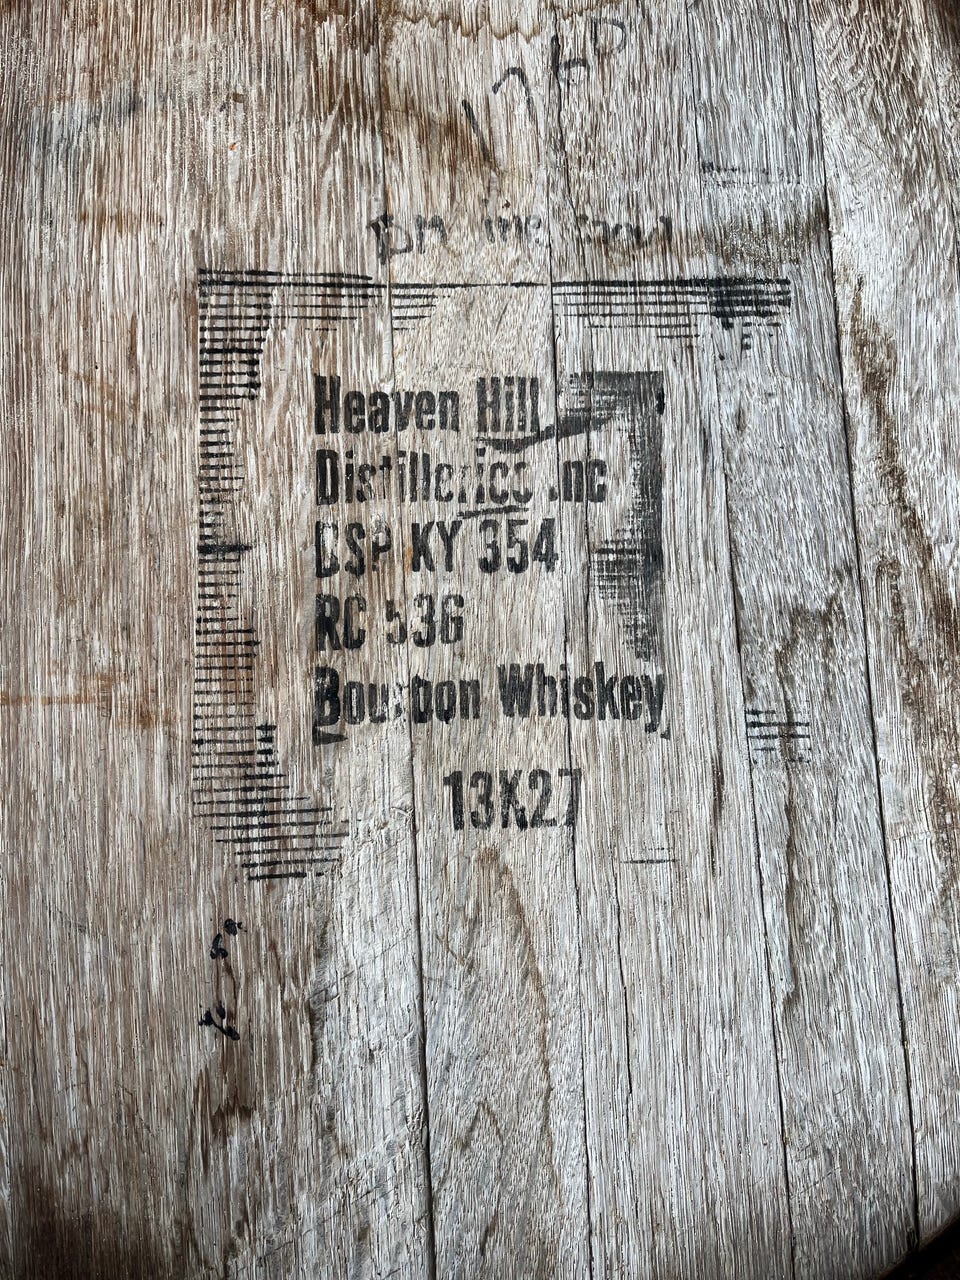 Heaven Hill
Distilleries Inc
DSP KY 354
RC 536
Bourbon Whiskey
13K27